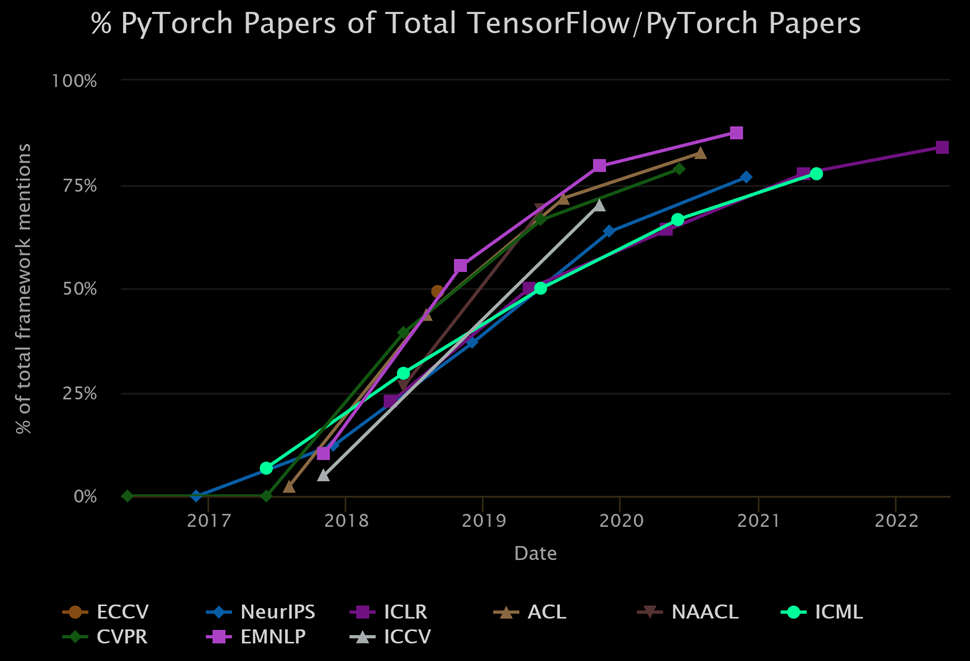 % PyTorch Papers of Total TensorFlow/PyTorch Papers
% of total framework mentions
100%
75%
50%
25%
0%
2017 2018 2019 2020 2021 2022
Date
ECCV NeurIPS ICLR ACL NAACL ICML
CVPR EMNLP ICCV